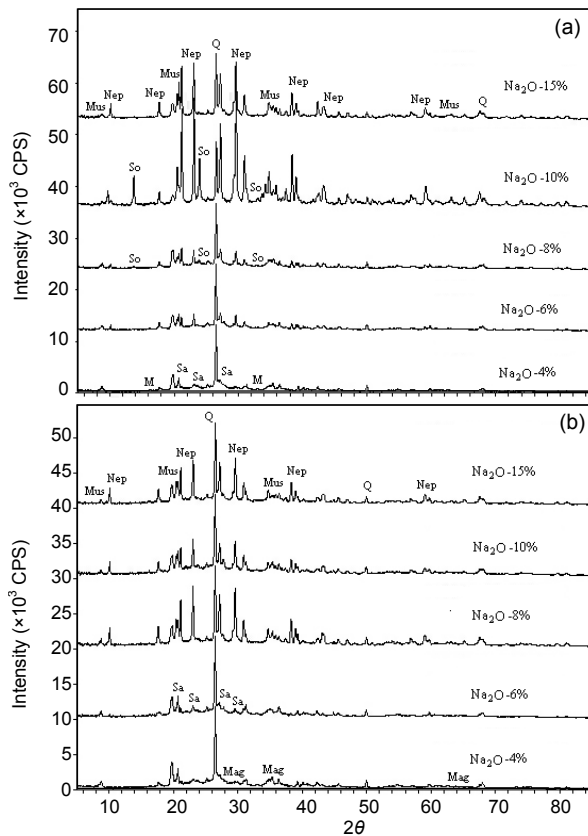 (a)
70
60
50
40
30
20
10
0
Intensity (×10³ CPS)
Q
Nep
Nep
Mus
Nep
Nep
Mus
Nep
Nep
Nep
Mus
Q
Na₂O-15%
So
So
So
Na₂O-10%
So
So
So
Na₂O-8%
Na₂O-6%
Na₂O-4%
M
Sa
Sa
Sa
M
(b)
50
45
40
35
30
25
20
15
10
5
0
Intensity (×10³ CPS)
Q
Nep
Nep
Mus
Nep
Mus
Mus
Nep
Q
Nep
Na₂O-15%
Na₂O-10%
Na₂O-8%
Sa
Sa
Sa
Sa
Na₂O-6%
Na₂O-4%
Mag
Mag
Mag
10 20 30 40 50 60 70 80
2θ